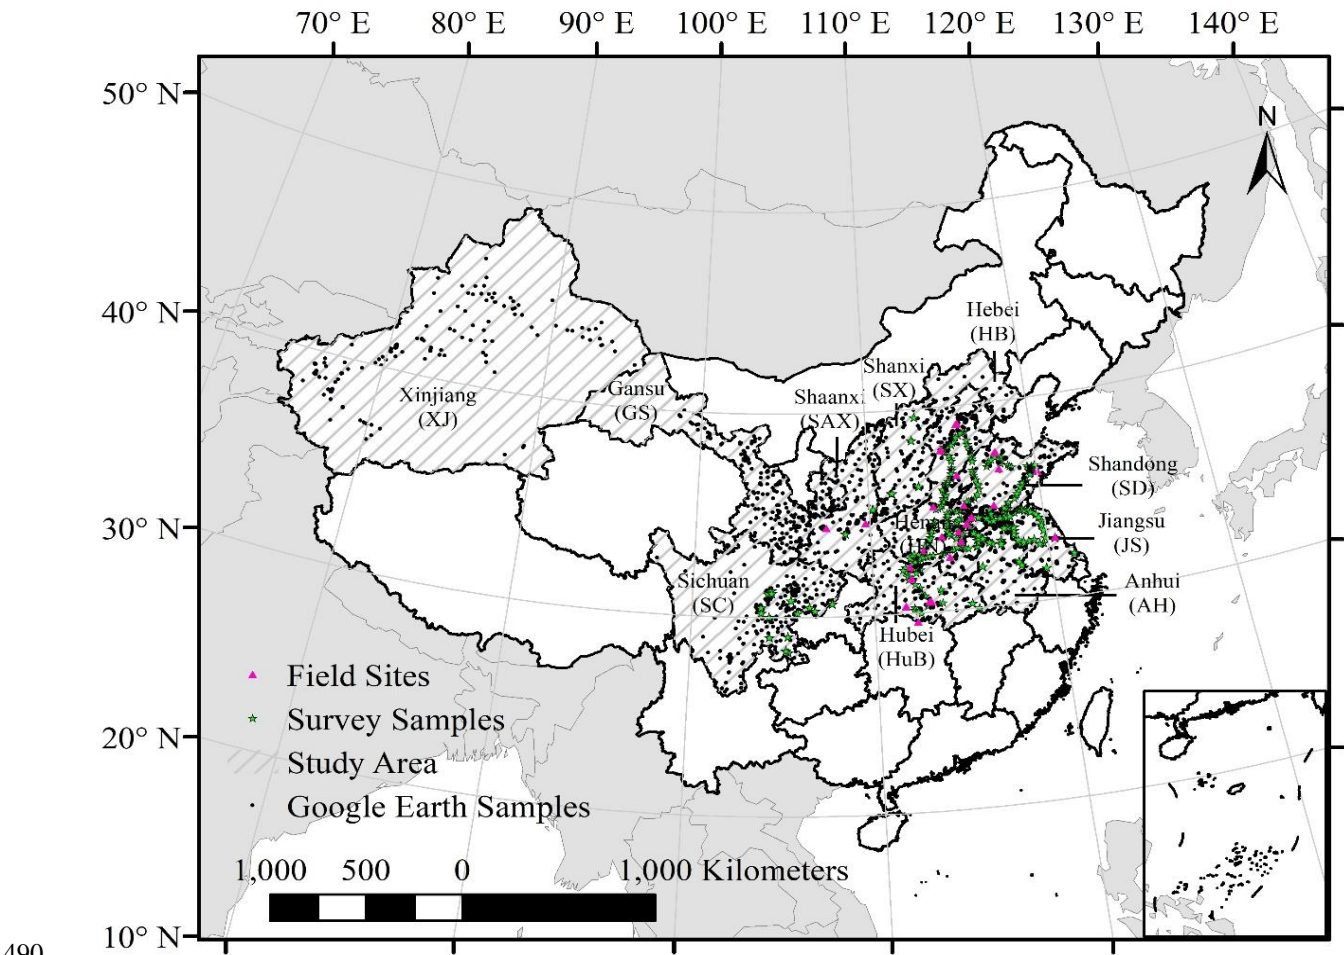 70° E 80° E 90° E 100° E 110° E 120° E 130° E 140° E
50° N
N
40° N
Hebei
(HB)
Shanxi
(SX)
Shaanxi
(SAX)
Gansu
(GS)
Xinjiang
(XJ)
Shandong
(SD)
30° N
Jiangsu
(JS)
Sichuan
(SC)
Anhui
(AH)
Hubei
(HuB)
Field Sites
Survey Samples
20° N
Study Area
Google Earth Samples
1,000 500 0 1,000 Kilometers
10° N
490